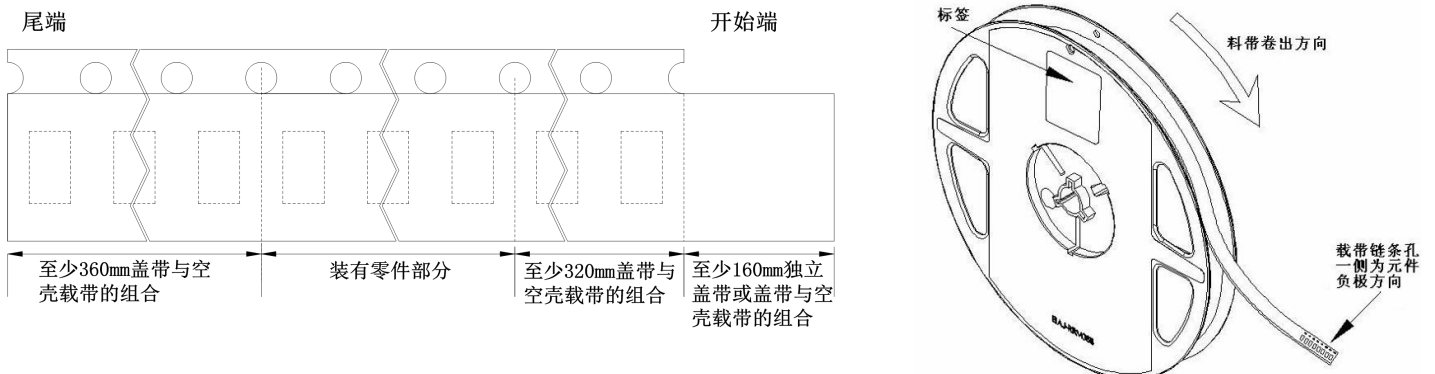 尾端
开始端
至少360mm盖带与空
壳载带的组合
装有零件部分
至少320mm盖带与
空壳载带的组合
至少160mm独立
盖带或盖带与空
壳载带的组合
标签
料带卷出方向
载带链条孔
一侧为元件
负极方向